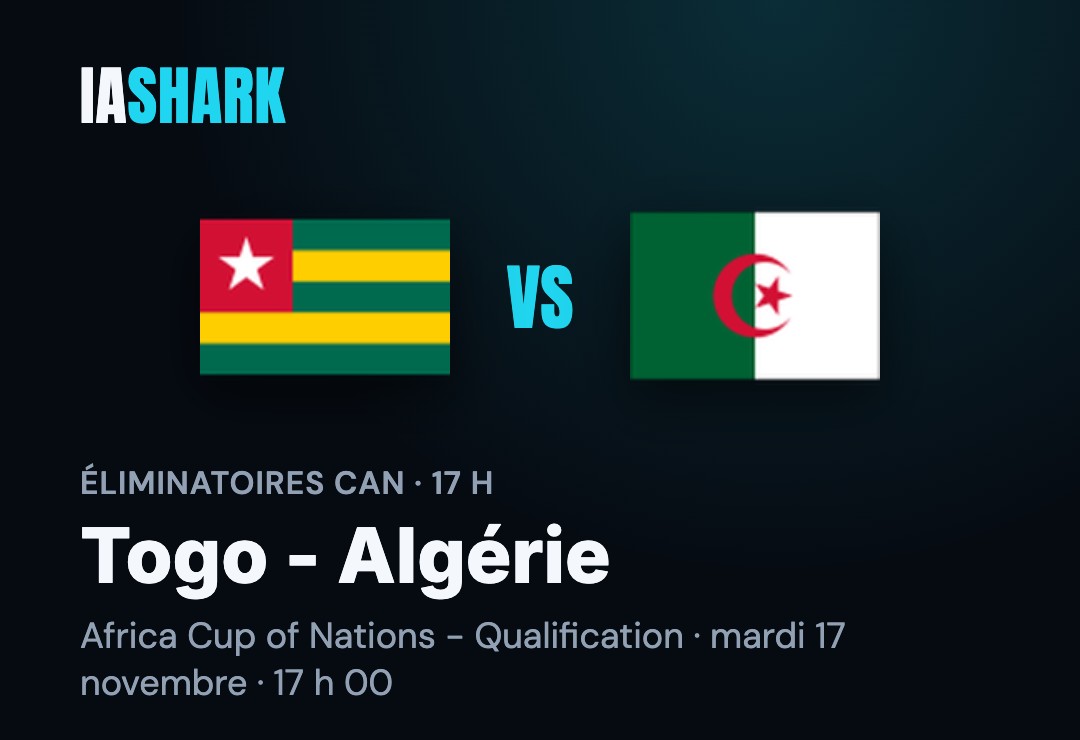 IASHARK
VS
ÉLIMINATOIRES CAN · 17 H
Togo - Algérie
Africa Cup of Nations – Qualification · mardi 17
novembre · 17 h 00